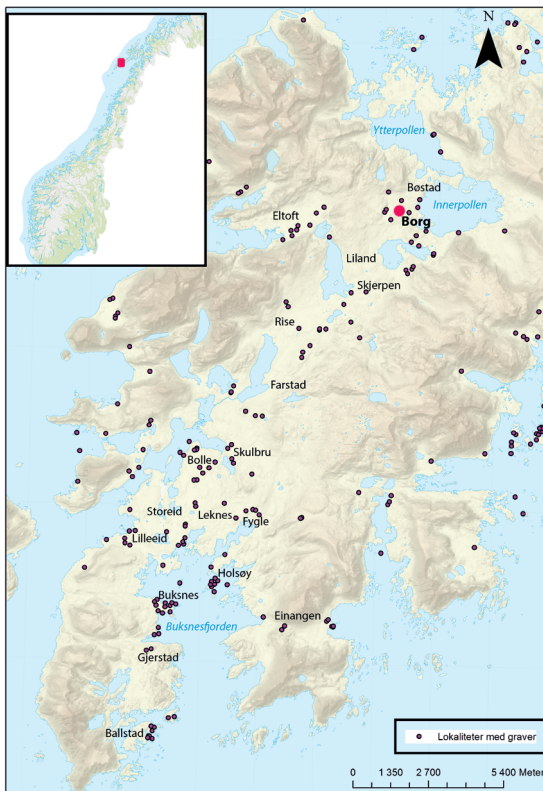 N
Ytterpollen
Bøstad
Innerpollen
Eltoft
Borg
Liland
Skjerpen
Rise
Farstad
Skulbru
Bolle
Storeid
Leknes
Fygle
Lilleeid
Holsøy
Buksnes
Einangen
Buksnesfjorden
Gjerstad
Ballstad
Lokaliteter med graver
0 1 350 2 700 5 400 Meter